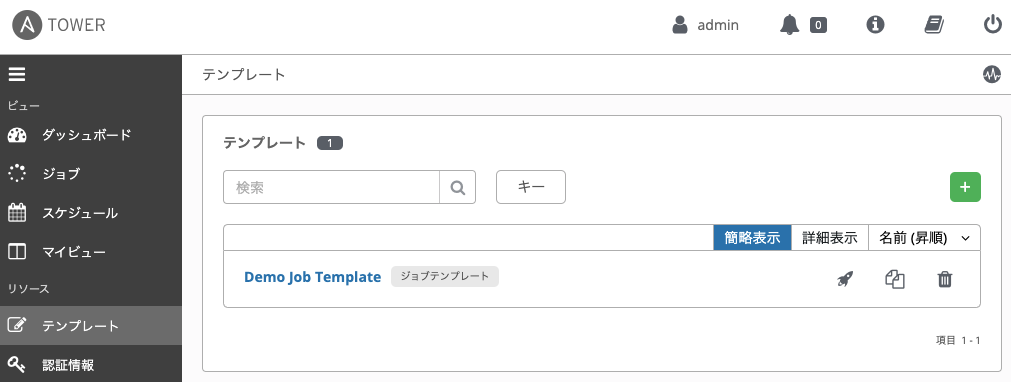 A TOWER
admin
0
テンプレート
ビュー
ダッシュボード
ジョブ
スケジュール
マイビュー
リソース
テンプレート
認証情報
テンプレート 1
検索
キー
+
簡略表示 詳細表示 名前 (昇順)
Demo Job Template ジョブテンプレート
項目 1 - 1